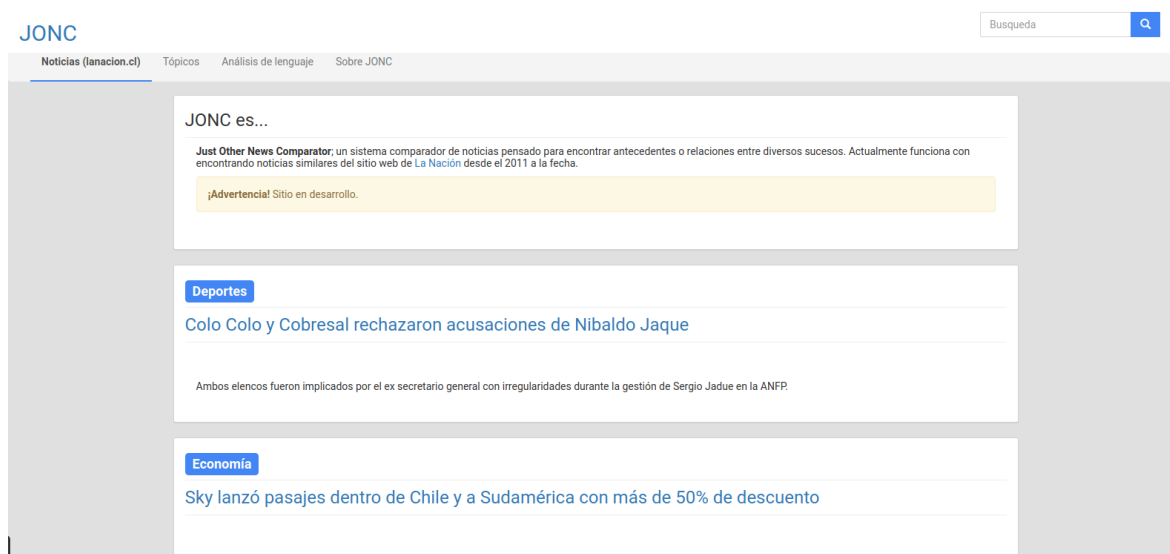 JONC
Busqueda
Noticias (lanacion.cl) Tópicos Análisis de lenguaje Sobre JONC
JONC es...
Just Other News Comparator; un sistema comparador de noticias pensado para encontrar antecedentes o relaciones entre diversos sucesos. Actualmente funciona con
encontrando noticias similares del sitio web de La Nación desde el 2011 a la fecha.
¡Advertencia! Sitio en desarrollo.
Deportes
Colo Colo y Cobresal rechazaron acusaciones de Nibaldo Jaque
Ambos elencos fueron implicados por el ex secretario general con irregularidades durante la gestión de Sergio Jadue en la ANFP.
Economía
Sky lanzó pasajes dentro de Chile y a Sudamérica con más de 50% de descuento